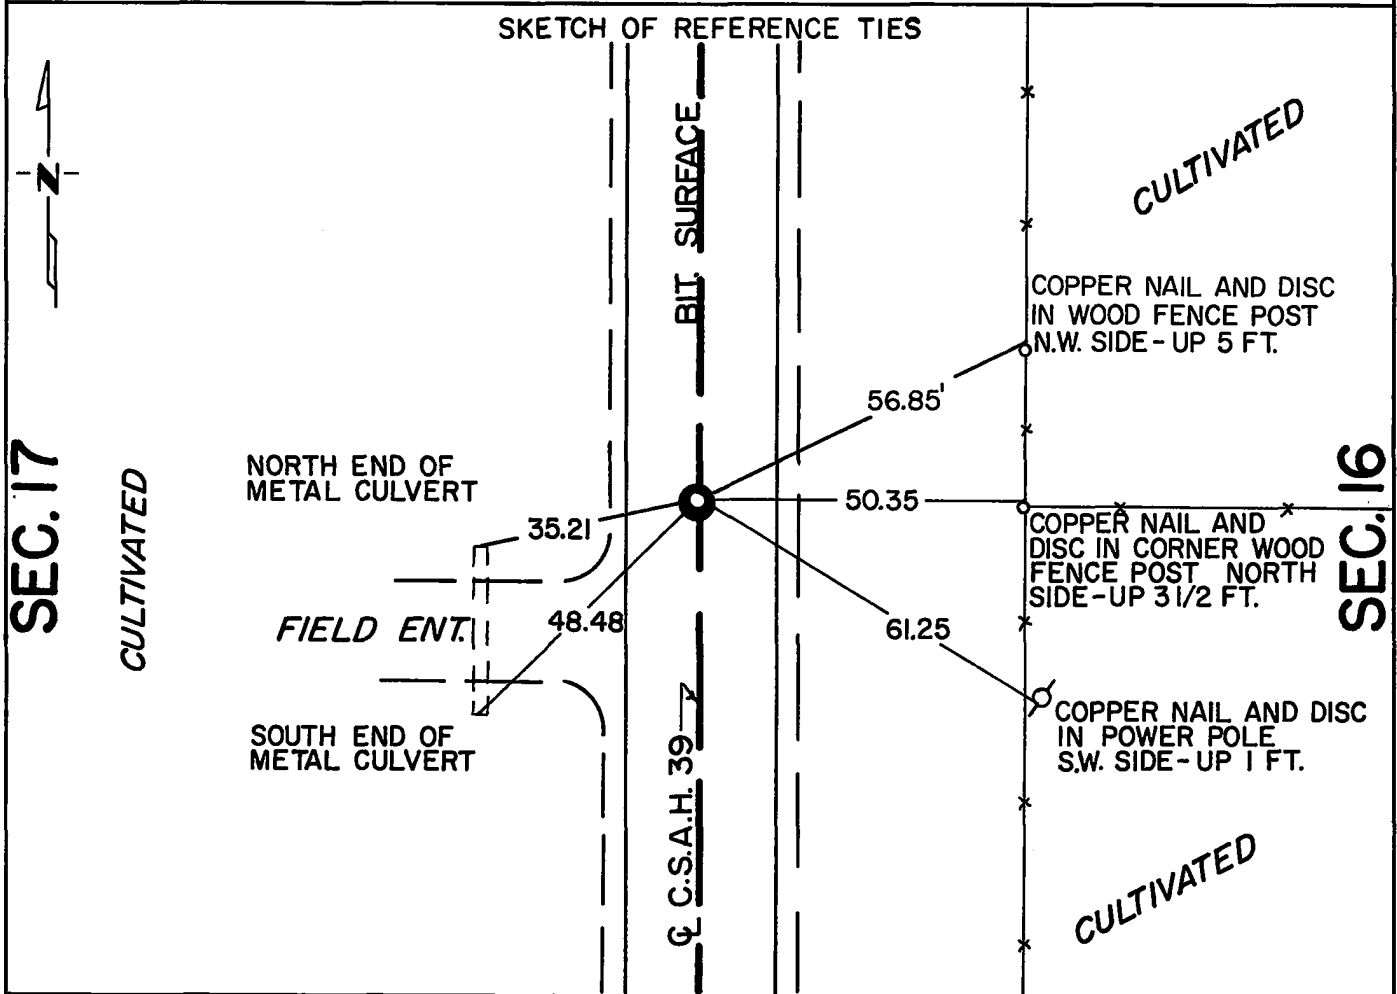 SKETCH OF REFERENCE TIES
N
BIT. SURFACE
CULTIVATED
COPPER NAIL AND DISC
IN WOOD FENCE POST
N.W. SIDE-UP 5 FT.
56.85'
SEC. 17
CULTIVATED
NORTH END OF
METAL CULVERT
35.21
50.35
SEC. 16
COPPER NAIL AND
DISC IN CORNER WOOD
FENCE POST NORTH
SIDE-UP 3 1/2 FT.
FIELD ENT.
48.48
61.25
SOUTH END OF
METAL CULVERT
COPPER NAIL AND DISC
IN POWER POLE
S.W. SIDE-UP 1 FT.
℄ C.S.A.H. 39
CULTIVATED